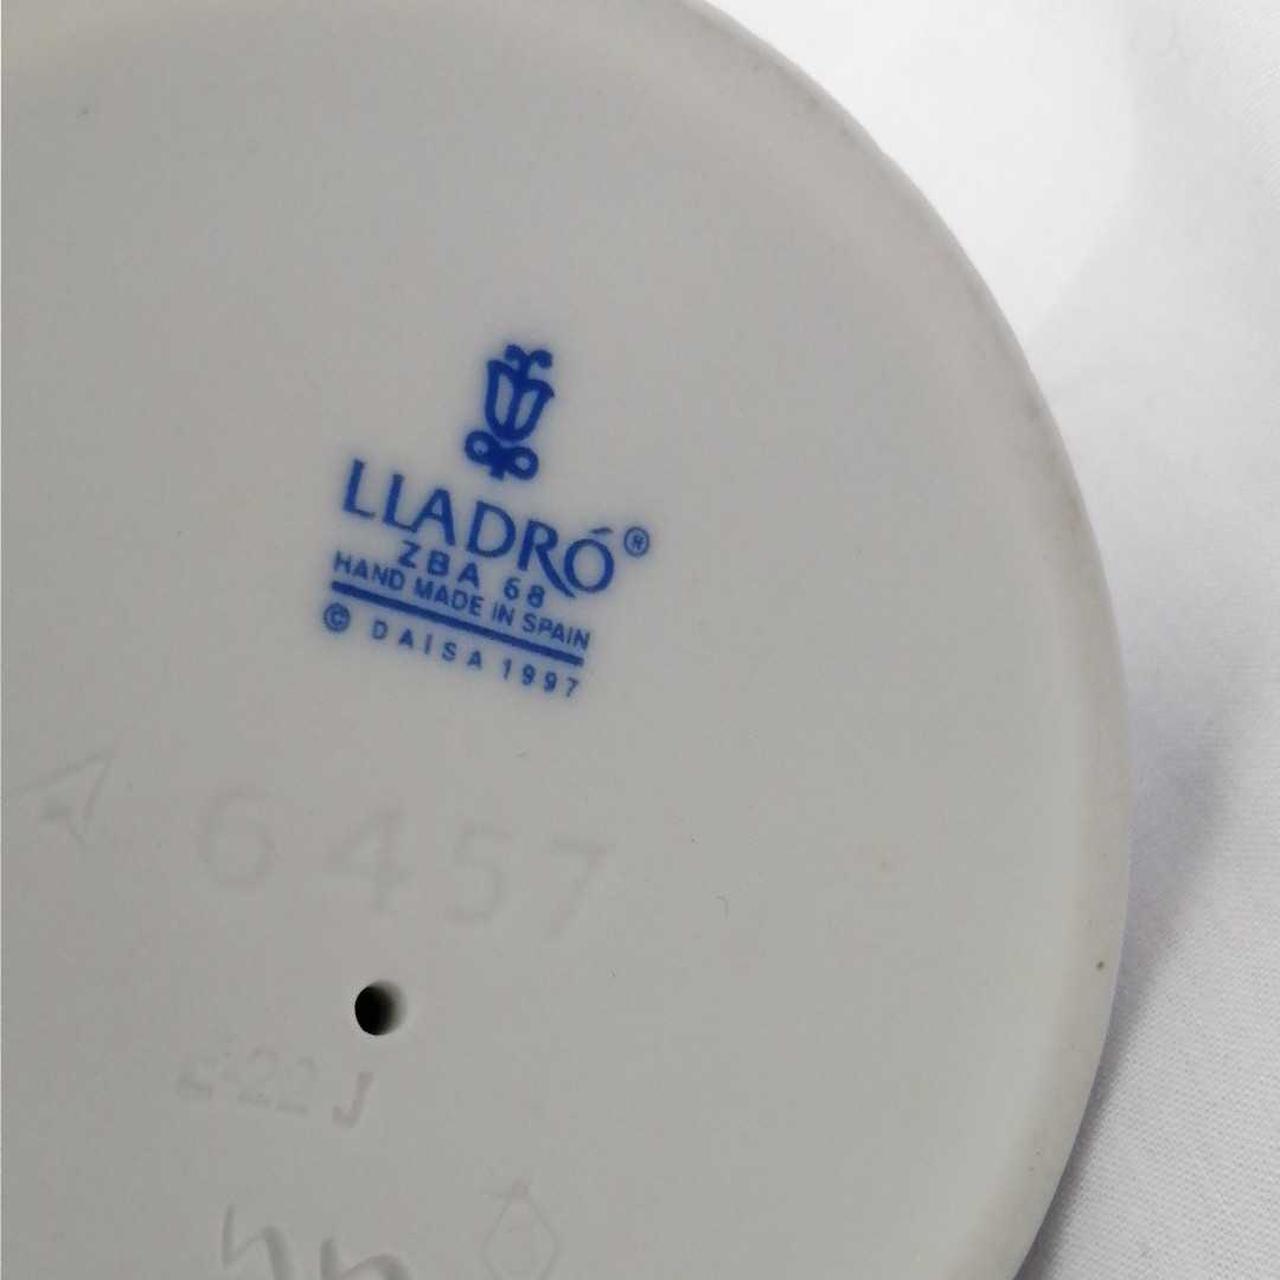 LLADRÓ®
ZBA 68
HAND MADE IN SPAIN
© DAISA 1997
6457